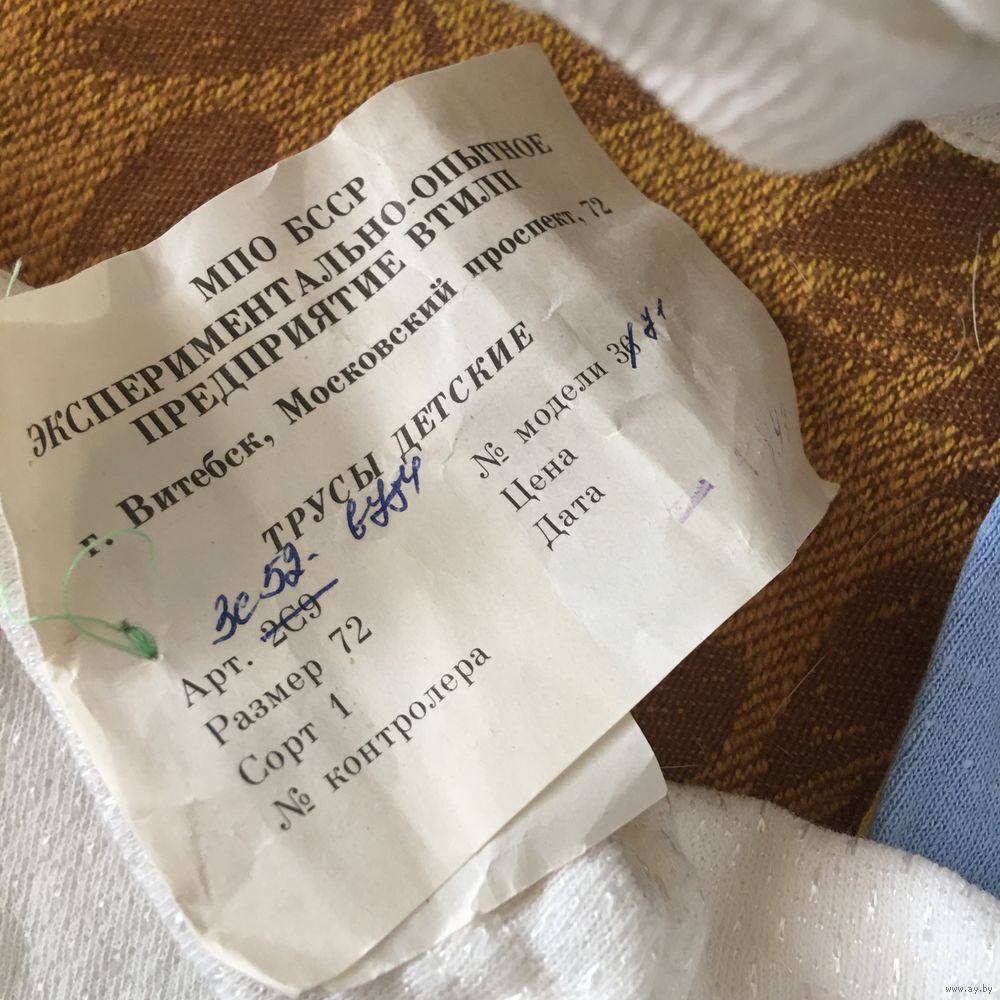 МПО БССР
ЭКСПЕРИМЕНТАЛЬНО-ОПЫТНОЕ
ПРЕДПРИЯТИЕ ВТИЛП
г. Витебск, Московский проспект, 72
ТРУСЫ ДЕТСКИЕ
3С52-
Арт. 2С9
Размер 72
Сорт 1
№ контролера
№ модели
Цена
Дата
www.ay.by